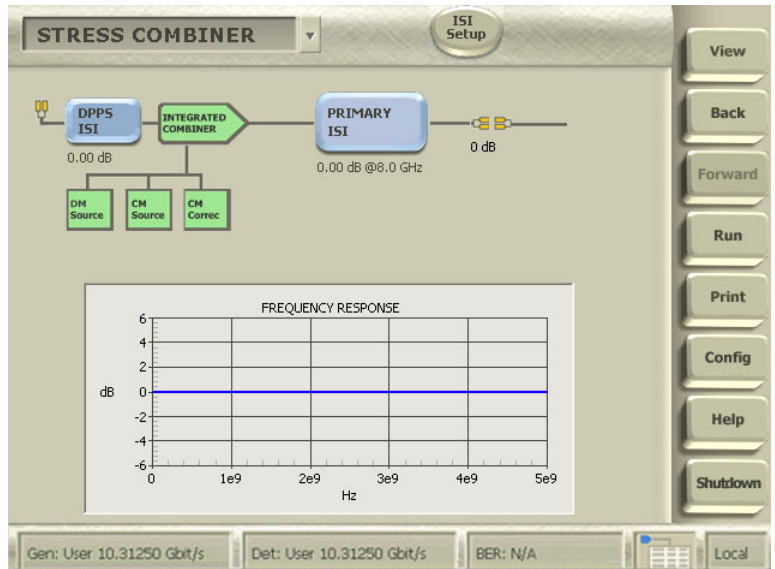 STRESS COMBINER
ISI
Setup
View
Back
Forward
Run
Print
Config
Help
Shutdown
DPPS
ISI
0.00 dB
INTEGRATED
COMBINER
PRIMARY
ISI
0.00 dB @8.0 GHz
0 dB
DM
Source
CM
Source
CM
Correc
FREQUENCY RESPONSE
6
4
2
0
-2
-4
-6
dB
0
1e9
2e9
3e9
4e9
5e9
Hz
Gen: User 10.31250 Gbit/s
Det: User 10.31250 Gbit/s
BER: N/A
Local